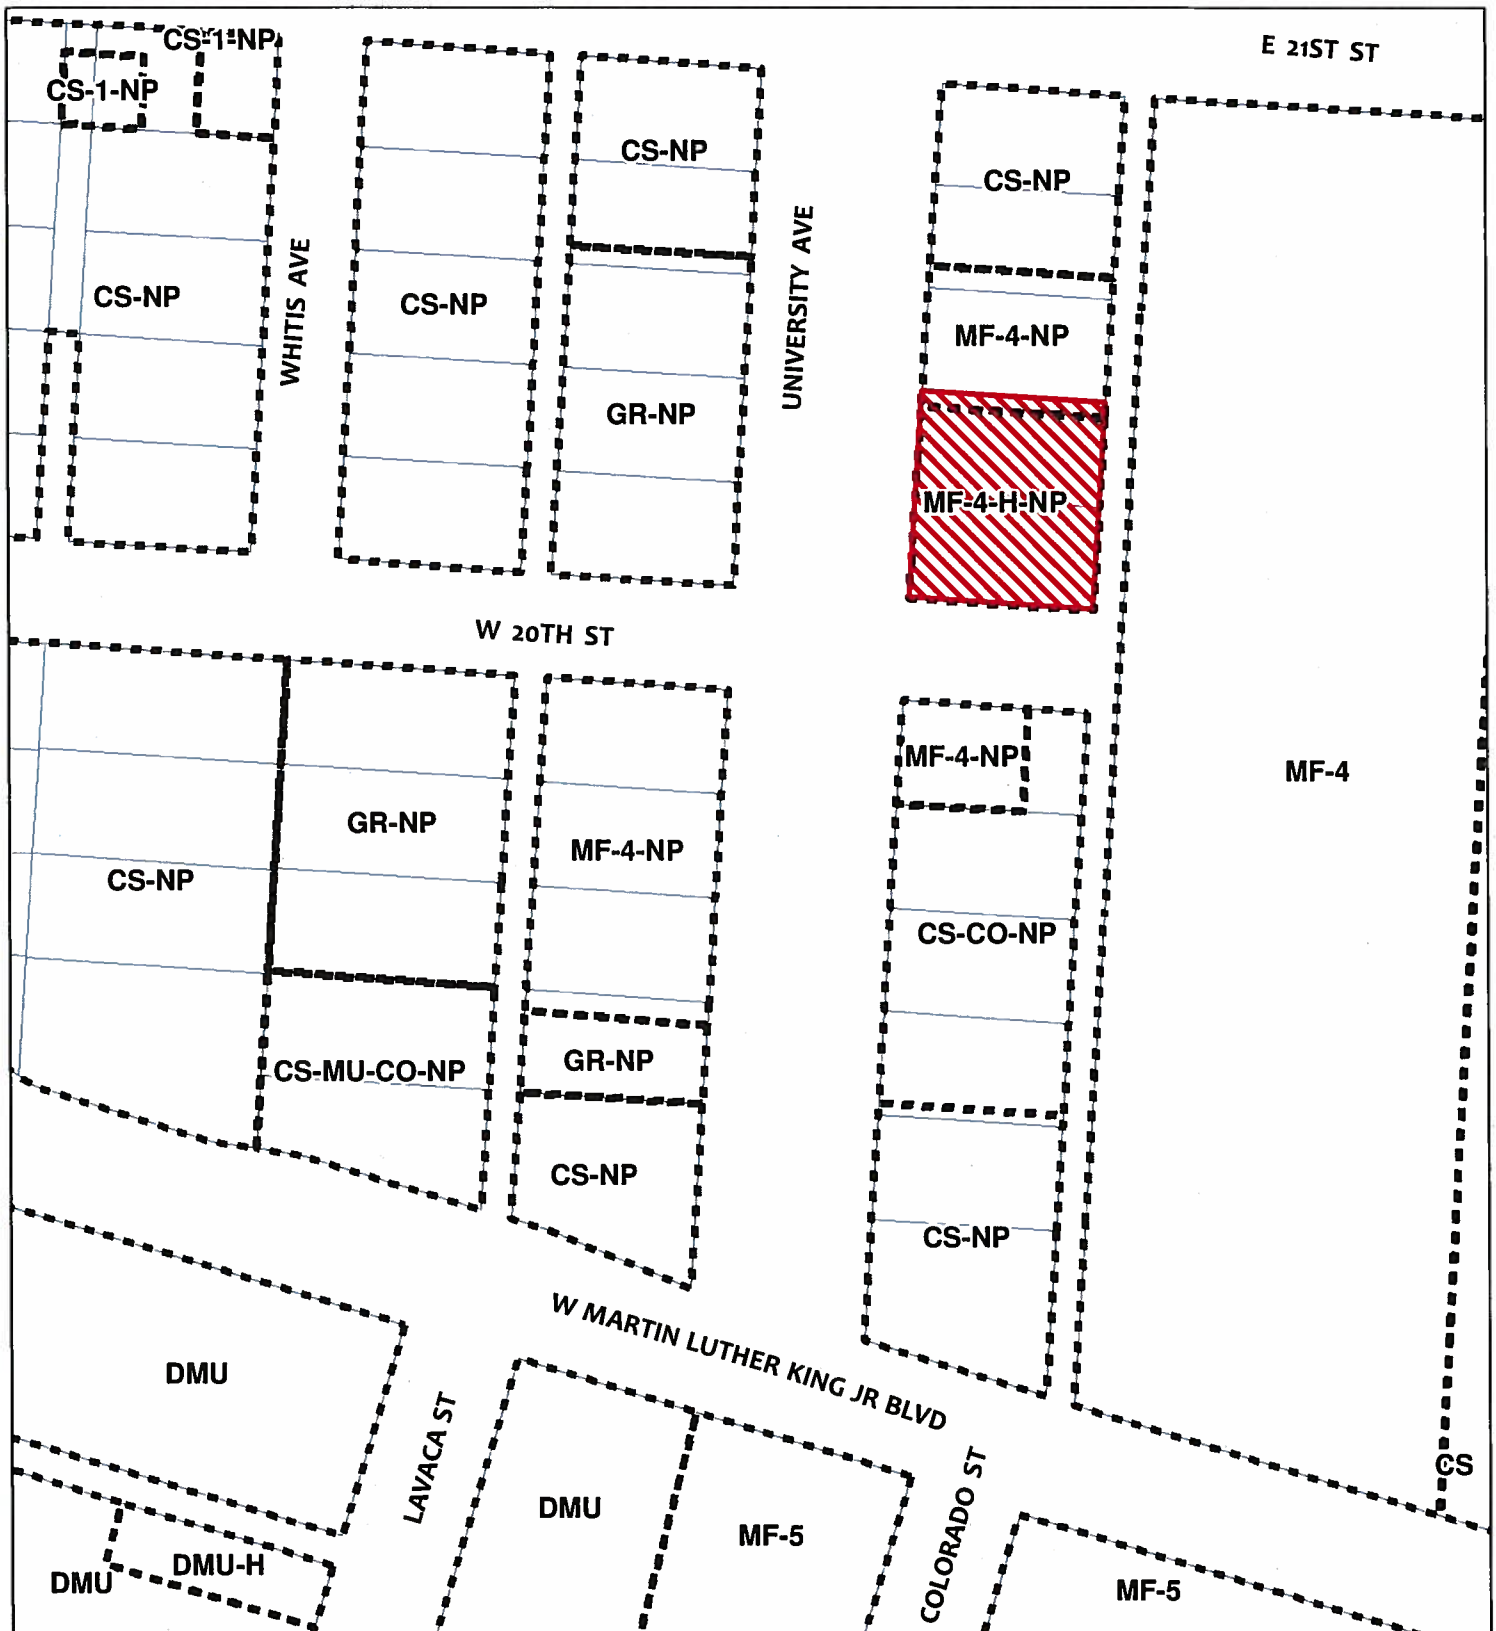 CS-1-NP
E 21ST ST
CS-1-NP
CS-NP
CS-NP
WHITIS AVE
UNIVERSITY AVE
CS-NP
CS-NP
MF-4-NP
GR-NP
MF-4-H-NP
W 20TH ST
MF-4-NP
MF-4
GR-NP
MF-4-NP
CS-NP
CS-CO-NP
GR-NP
CS-MU-CO-NP
CS-NP
CS-NP
W MARTIN LUTHER KING JR BLVD
DMU
LAVACA ST
CS
DMU
MF-5
COLORADO ST
DMU-H
DMU
MF-5